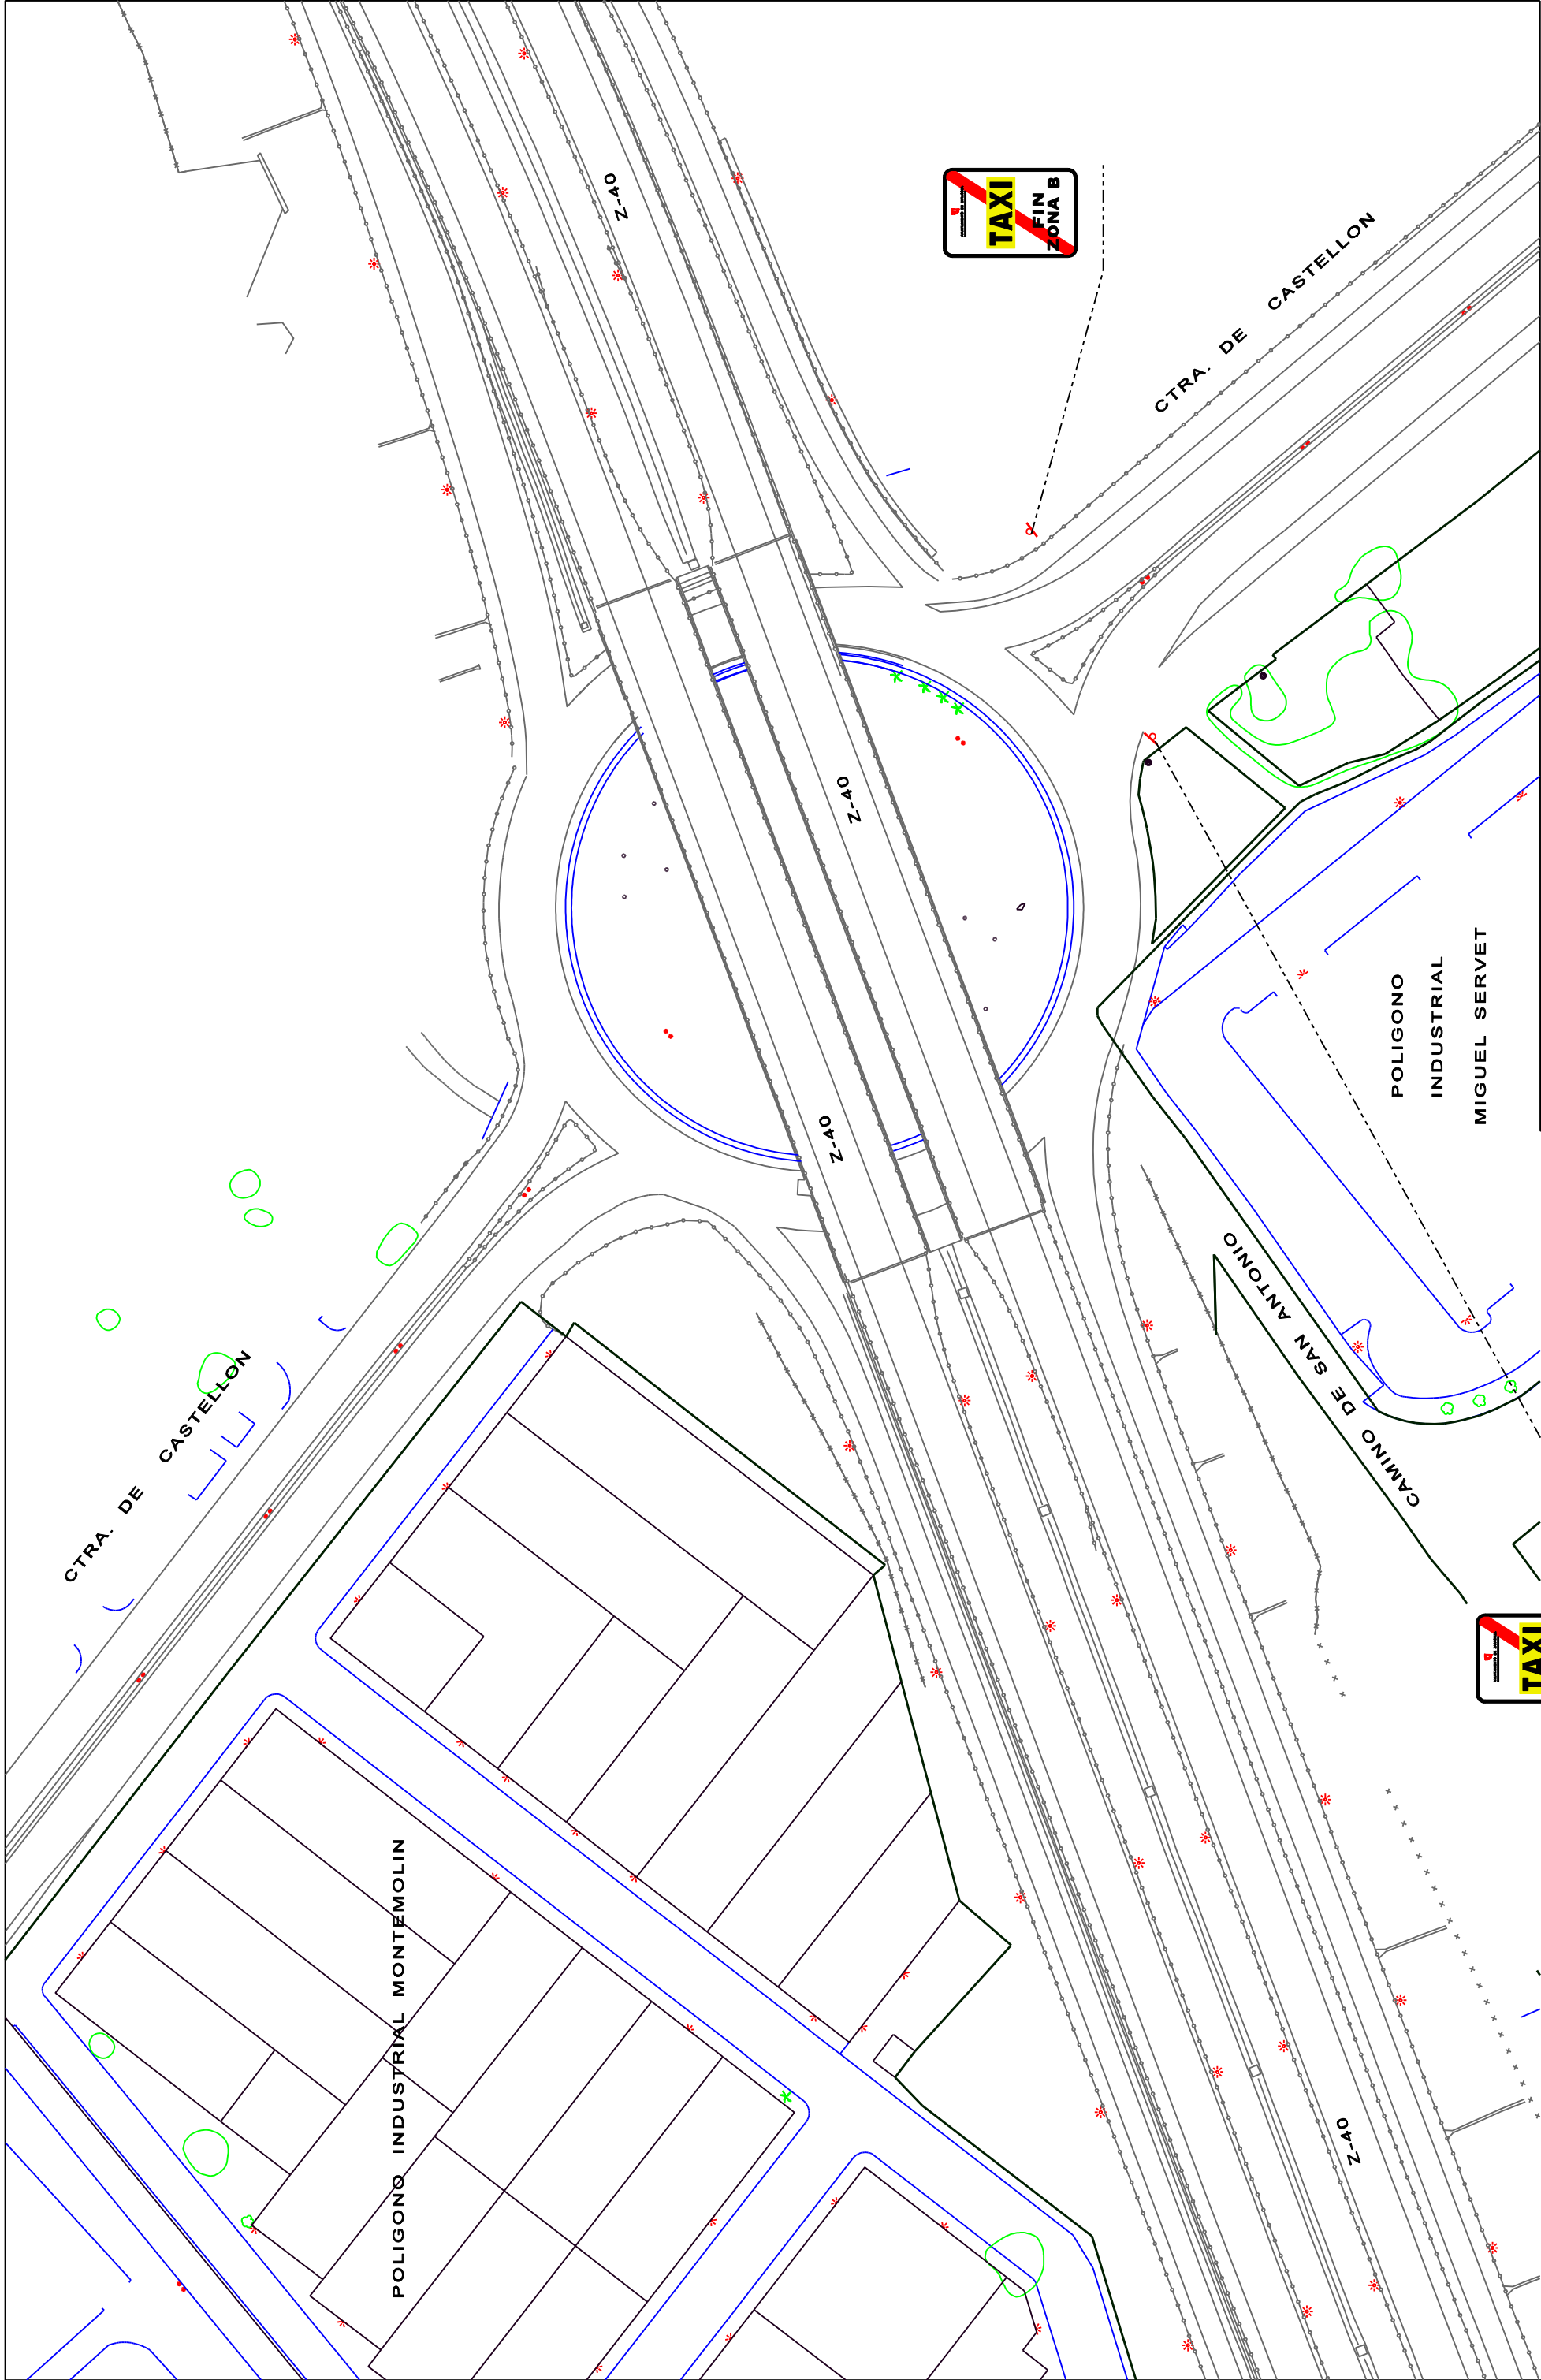 Z-40
TAXI
FIN
ZONA B
CTRA. DE CASTELLON
Z-40
Z-40
POLIGONO
INDUSTRIAL
MIGUEL SERVET
CAMINO DE SAN ANTONIO
CTRA. DE CASTELLON
TAXI
POLIGONO INDUSTRIAL MONTEMOLIN
Z-40